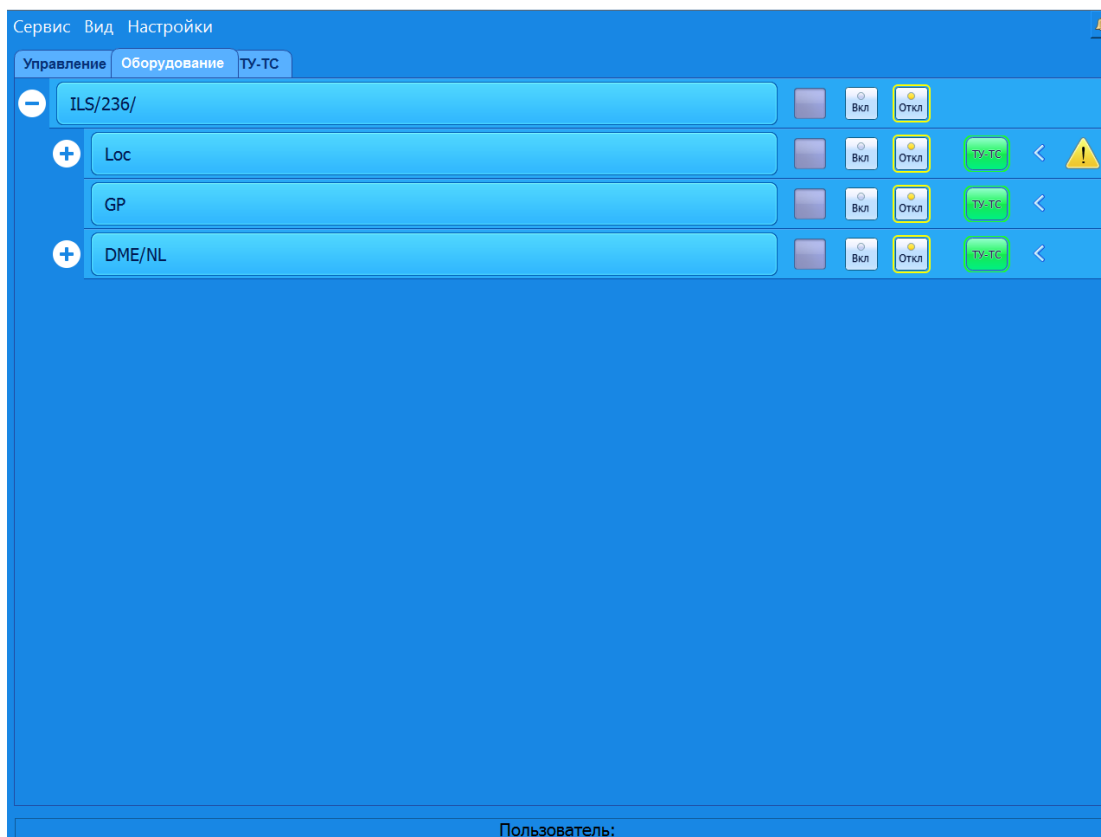 Сервис Вид Настройки
Управление Оборудование ТУ-ТС
ILS/236/ Вкл Откл
Loc Вкл Откл ТУ-ТС
GP Вкл Откл ТУ-ТС
DME/NL Вкл Откл ТУ-ТС
Пользователь: